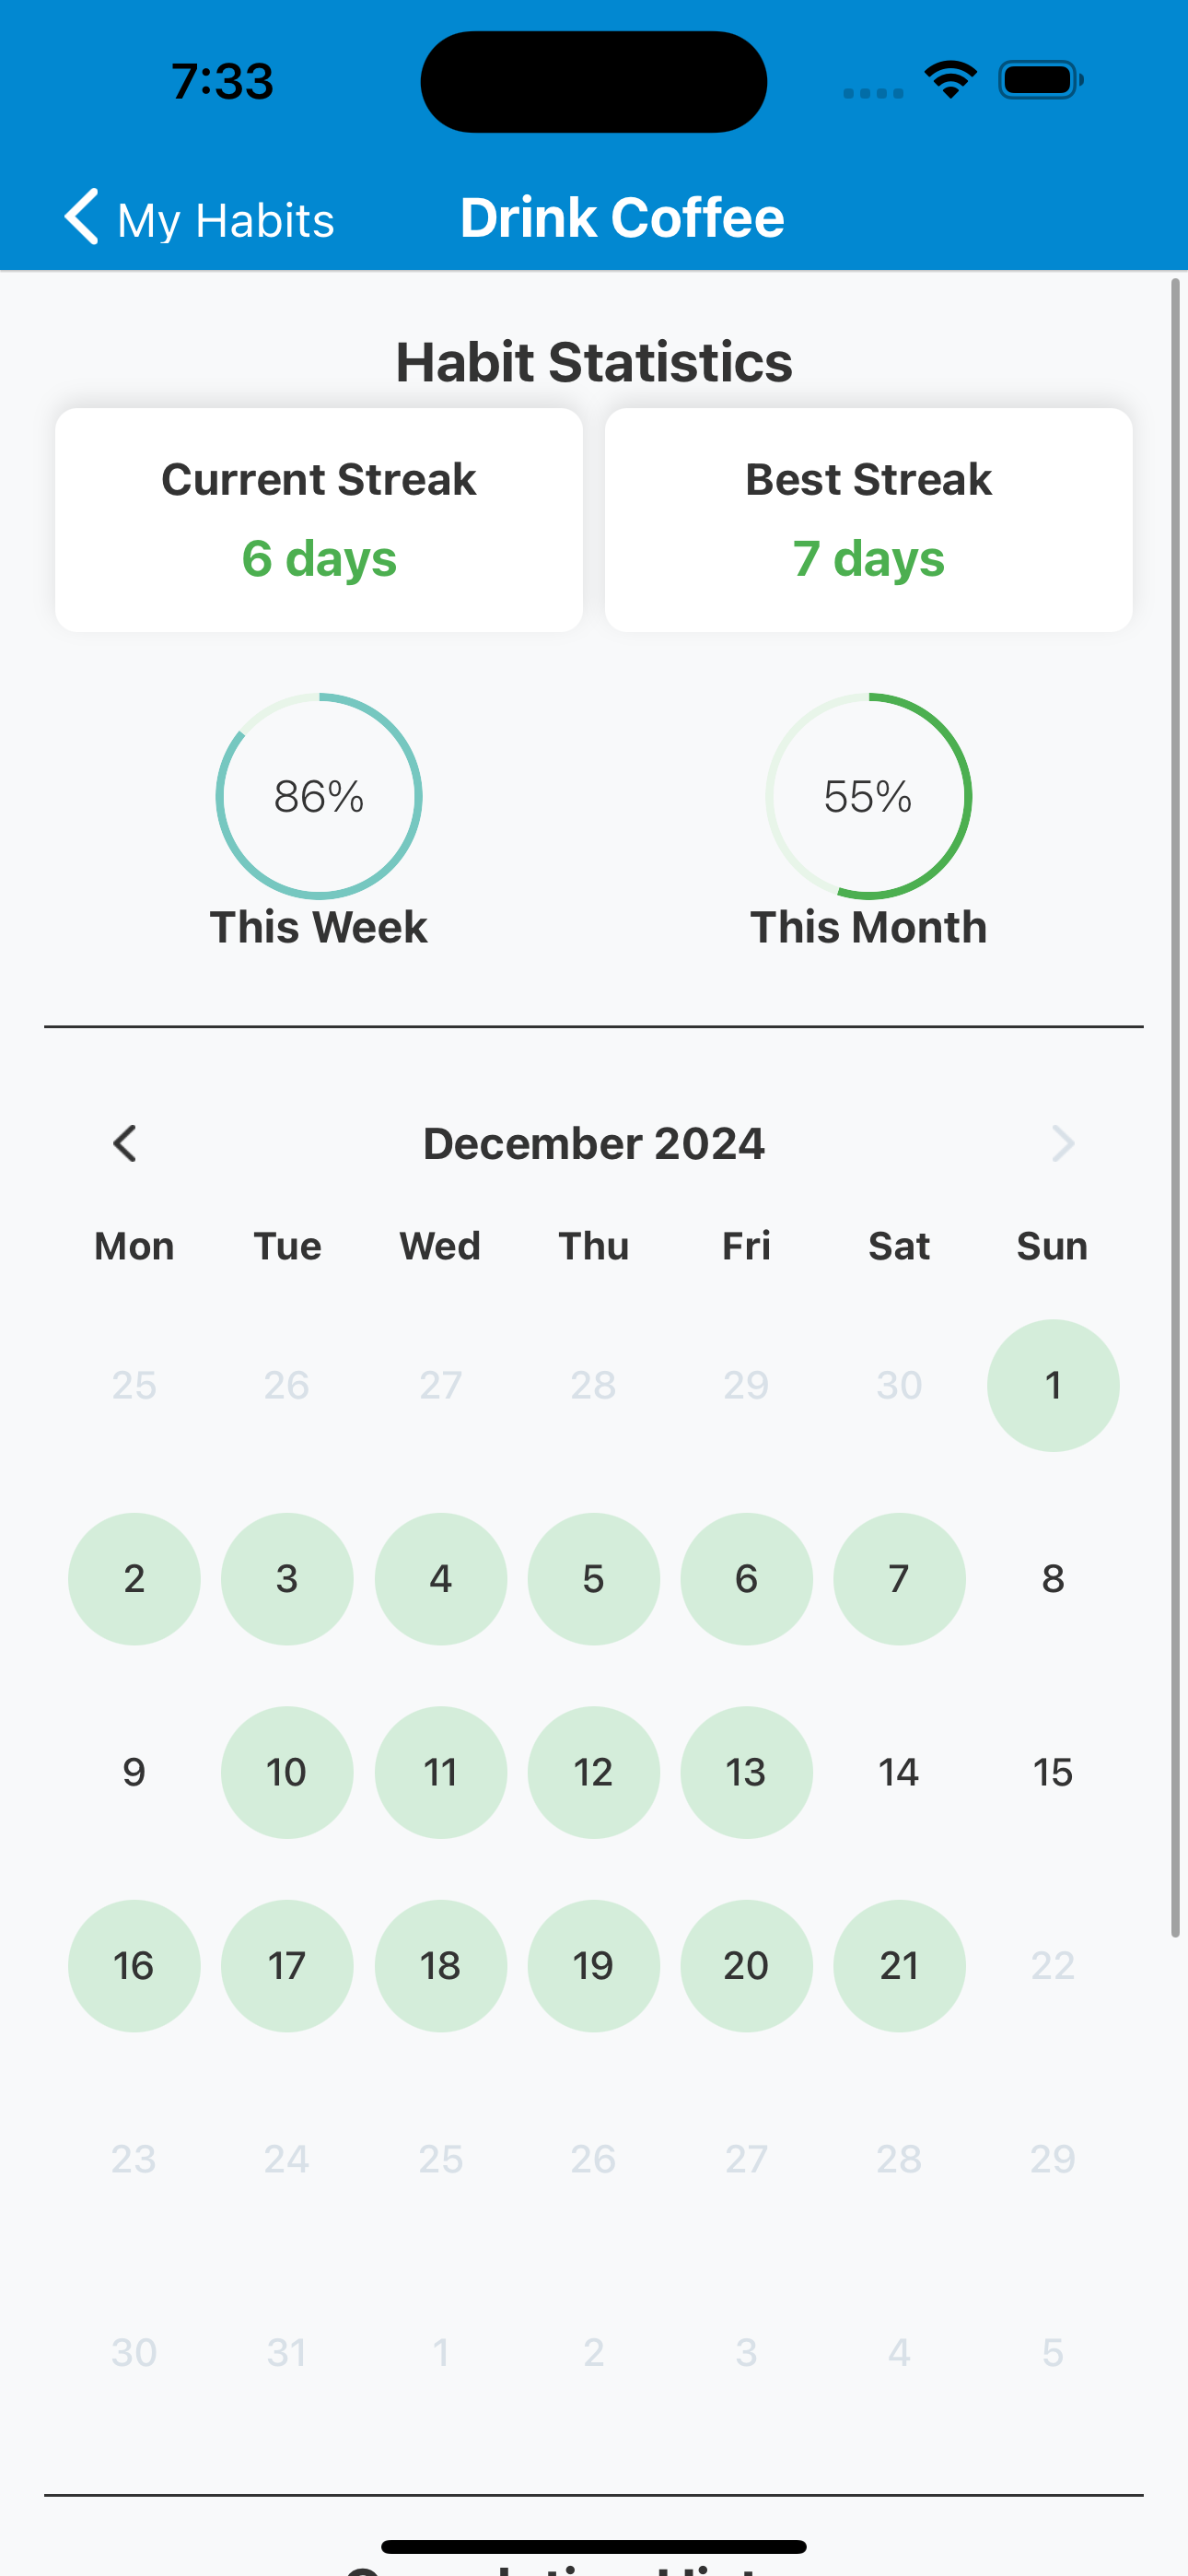 7:33
My Habits Drink Coffee
Habit Statistics
Current Streak Best Streak
6 days 7 days
86% 55%
This Week This Month
December 2024
Mon Tue Wed Thu Fri Sat Sun
25 26 27 28 29 30 1
2 3 4 5 6 7 8
9 10 11 12 13 14 15
16 17 18 19 20 21 22
23 24 25 26 27 28 29
30 31 1 2 3 4 5